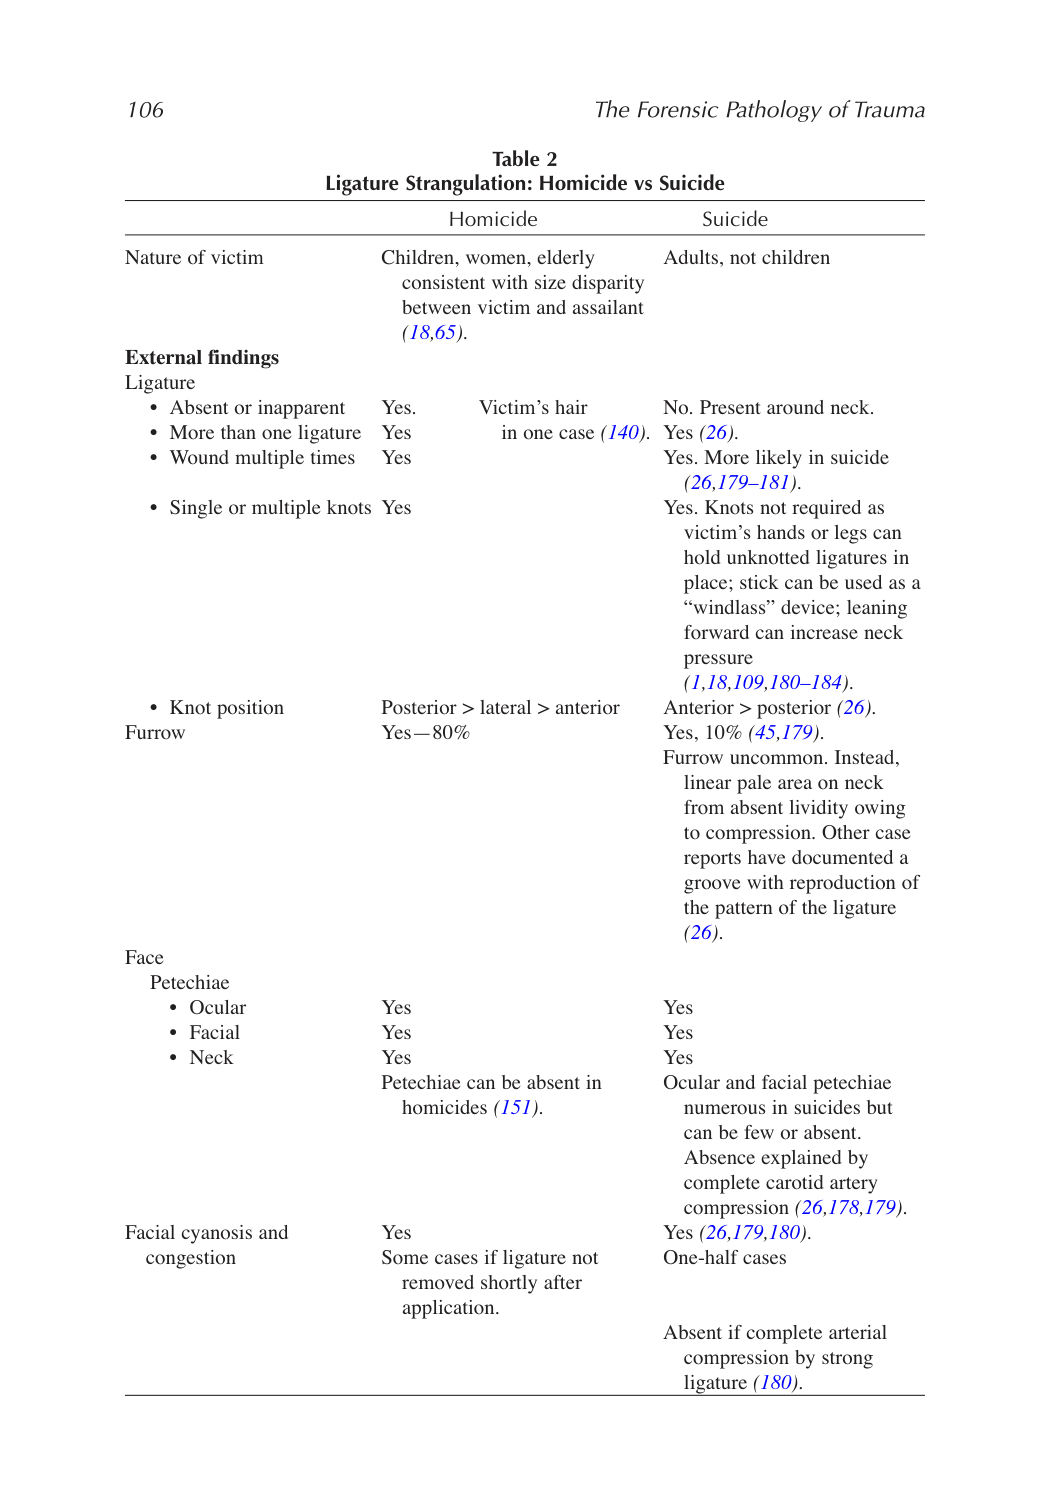 106 The Forensic Pathology of Trauma
Table 2
Ligature Strangulation: Homicide vs Suicide
Homicide Suicide
Nature of victim Children, women, elderly Adults, not children
consistent with size disparity
between victim and assailant
(18,65).
External findings
Ligature
• Absent or inapparent Yes. Victim’s hair No. Present around neck.
• More than one ligature Yes in one case (140). Yes (26).
• Wound multiple times Yes Yes. More likely in suicide
(26,179–181).
• Single or multiple knots Yes Yes. Knots not required as
victim’s hands or legs can
hold unknotted ligatures in
place; stick can be used as a
“windlass” device; leaning
forward can increase neck
pressure
(1,18,109,180–184).
• Knot position Posterior > lateral > anterior Anterior > posterior (26).
Furrow Yes—80% Yes, 10% (45,179).
Furrow uncommon. Instead,
linear pale area on neck
from absent lividity owing
to compression. Other case
reports have documented a
groove with reproduction of
the pattern of the ligature
(26).
Face
Petechiae
• Ocular Yes Yes
• Facial Yes Yes
• Neck Yes Yes
Petechiae can be absent in Ocular and facial petechiae
homicides (151). numerous in suicides but
can be few or absent.
Absence explained by
complete carotid artery
compression (26,178,179).
Facial cyanosis and Yes Yes (26,179,180).
congestion Some cases if ligature not One-half cases
removed shortly after
application.
Absent if complete arterial
compression by strong
ligature (180).